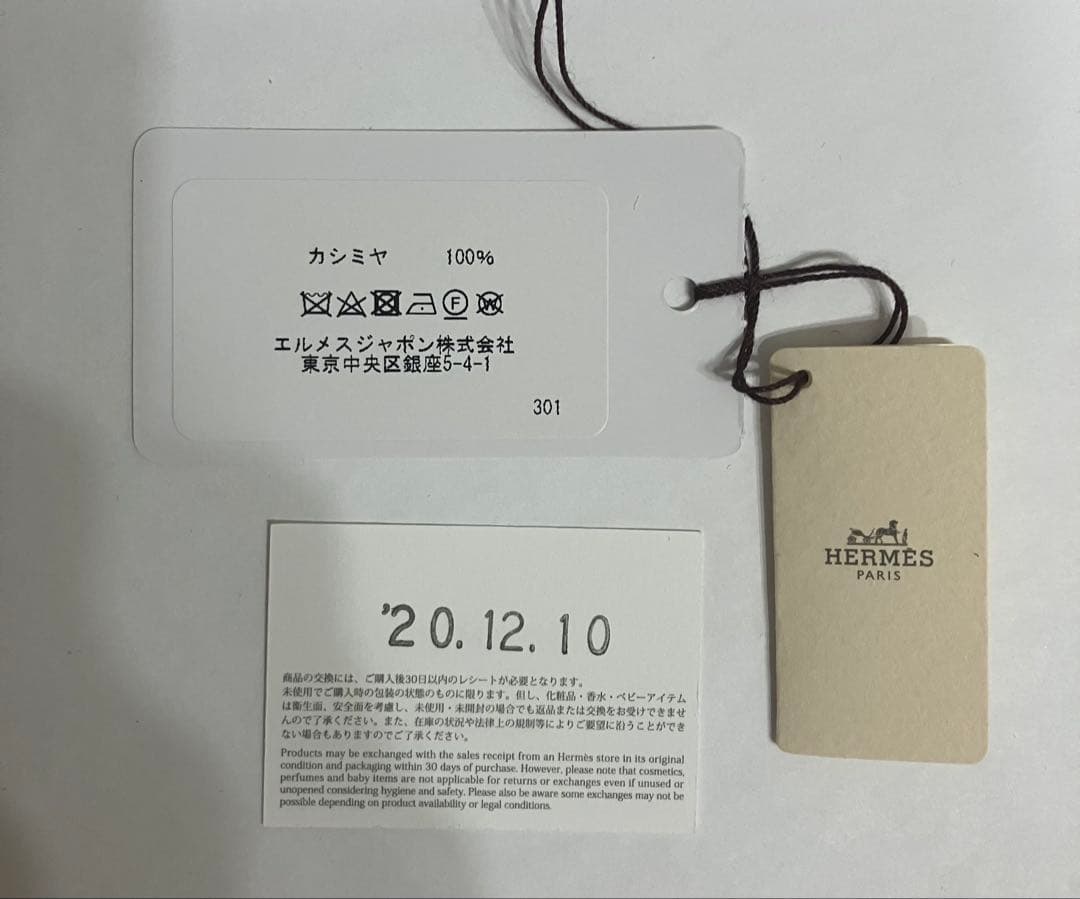 カシミヤ 100%
エルメスジャポン株式会社
東京中央区銀座5-4-1
301
HERMÈS
PARIS
'20.12.10
商品の交換には、ご購入後30日以内のレシートが必要となります。
未使用でご購入時の包装の状態のものに限ります。但し、化粧品・香水・ベビーアイテム
は衛生面、安全面を考慮し、未使用・未開封の場合でも返品または交換をお受けできませ
んので了承ください。また、在庫の状況や法律上の規制等によりご要望に沿うことができ
ない場合もありますのでご了承ください。
Products may be exchanged with the sales receipt from an Hermès store in its original
condition and packaging within 30 days of purchase. However, please note that cosmetics,
perfumes and baby items are not applicable for returns or exchanges even if unused or
unopened considering hygiene and safety. Please also be aware some exchanges may not be
possible depending on product availability or legal conditions.